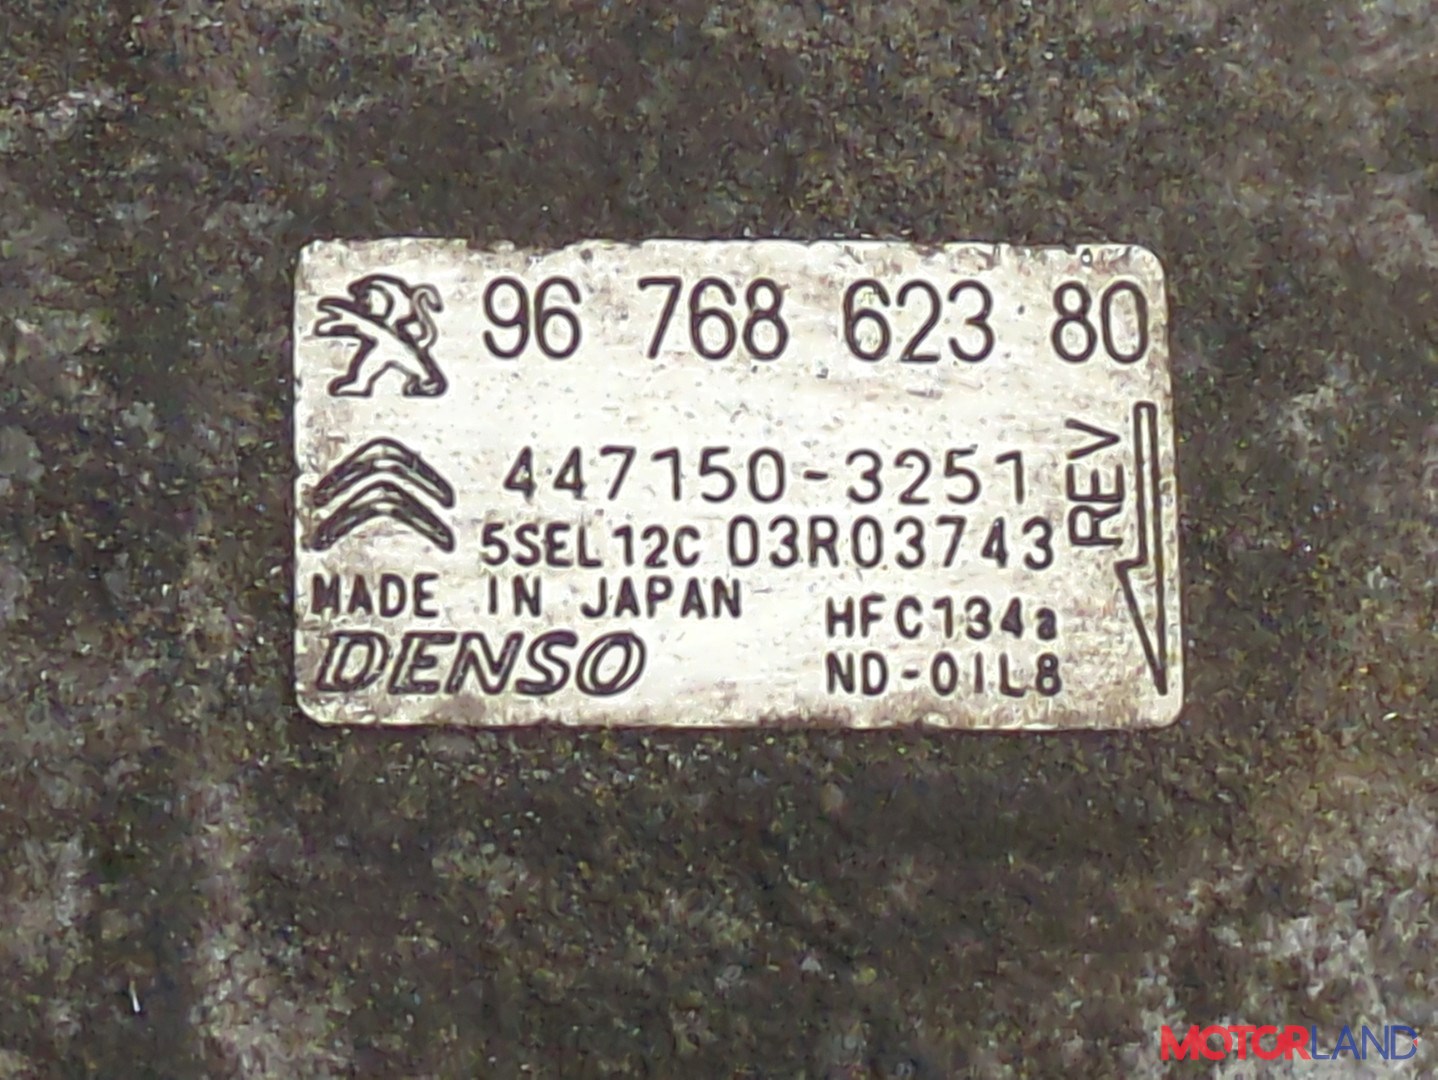 96 768 623 80
447150-3251
5SEL12C 03R03743
REV
MADE IN JAPAN
HFC134a
DENSO
ND-OIL8
MOTORLAND